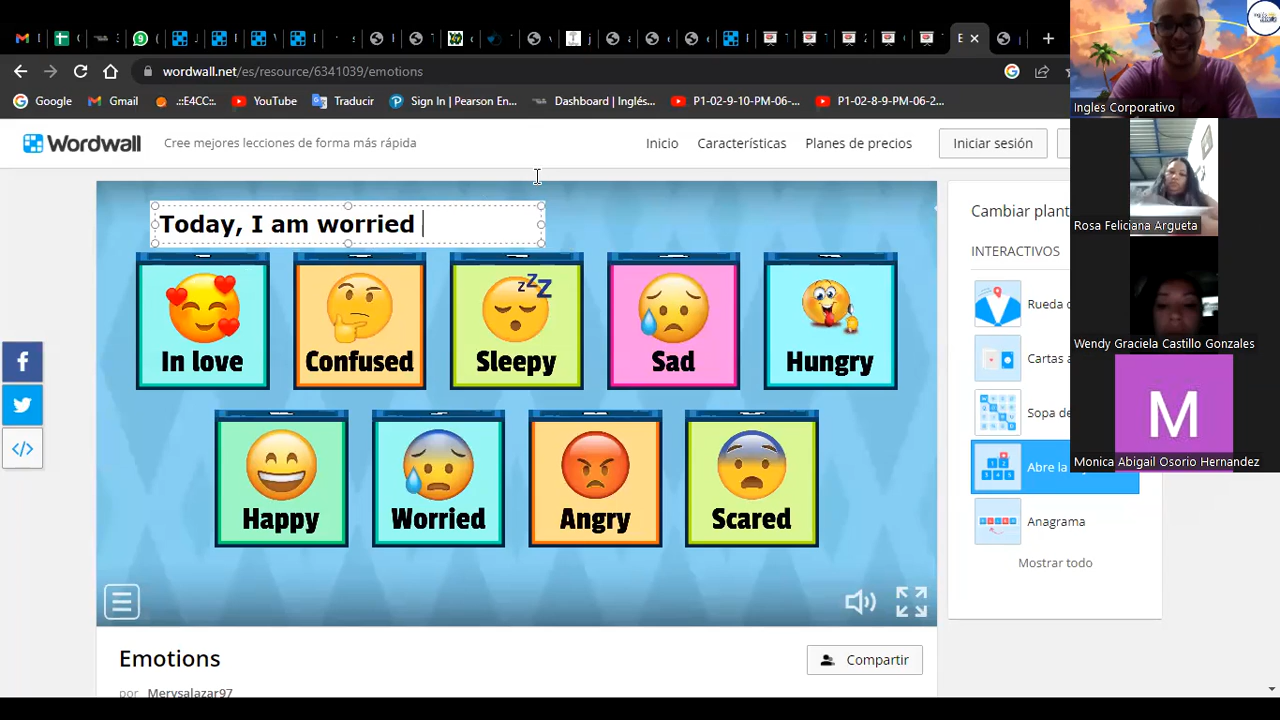 wordwall.net/es/resource/6341039/emotions
Google
Gmail
.::E4CC::.
YouTube
Traducir
Sign In | Pearson En...
Dashboard | Inglés...
P1-02-9-10-PM-06-...
P1-02-8-9-PM-06-2...
Ingles Corporativo
Wordwall
Cree mejores lecciones de forma más rápida
Inicio
Características
Planes de precios
Iniciar sesión
Rosa Feliciana Argueta
Today, I am worried
Cambiar plant
INTERACTIVOS
In love
Confused
Sleepy
Sad
Hungry
Rueda d
Wendy Graciela Castillo Gonzales
Cartas a
Sopa de
M
Monica Abigail Osorio Hernandez
Abre la
Happy
Worried
Angry
Scared
Anagrama
Mostrar todo
Emotions
Compartir
por Merysalazar97